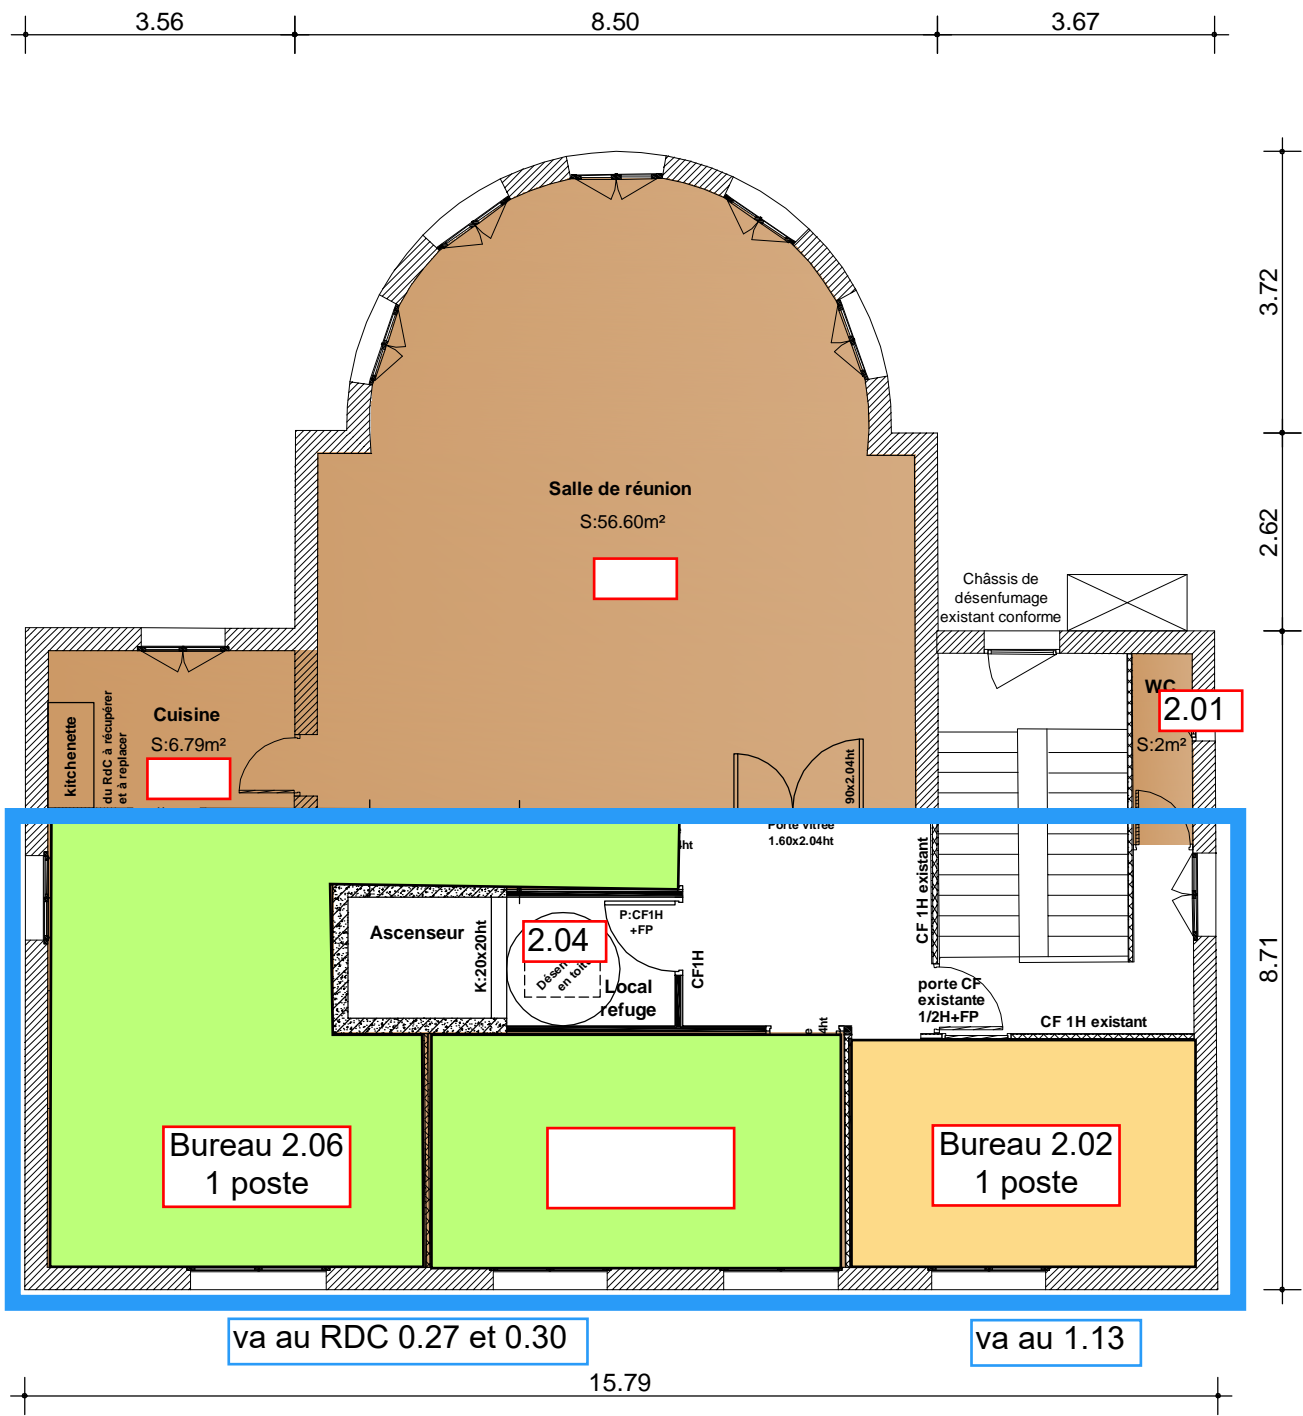 3.56
8.50
3.67
3.72
2.62
8.71
Salle de réunion
S:56.60m²
Châssis de
désenfumage
existant conforme
WC
2.01
S:2m²
Cuisine
S:6.79m²
kitchenette
du RdC à récupérer
et à replacer
90x2.04ht
Porte vitrée
1.60x2.04ht
CF 1H existant
Ascenseur
K:20x20ht
2.04
P:CF1H
+FP
en
Local
refuge
CF1H
porte CF
existante
1/2H+FP
CF 1H existant
Bureau 2.06
1 poste
Bureau 2.02
1 poste
va au RDC 0.27 et 0.30
va au 1.13
15.79